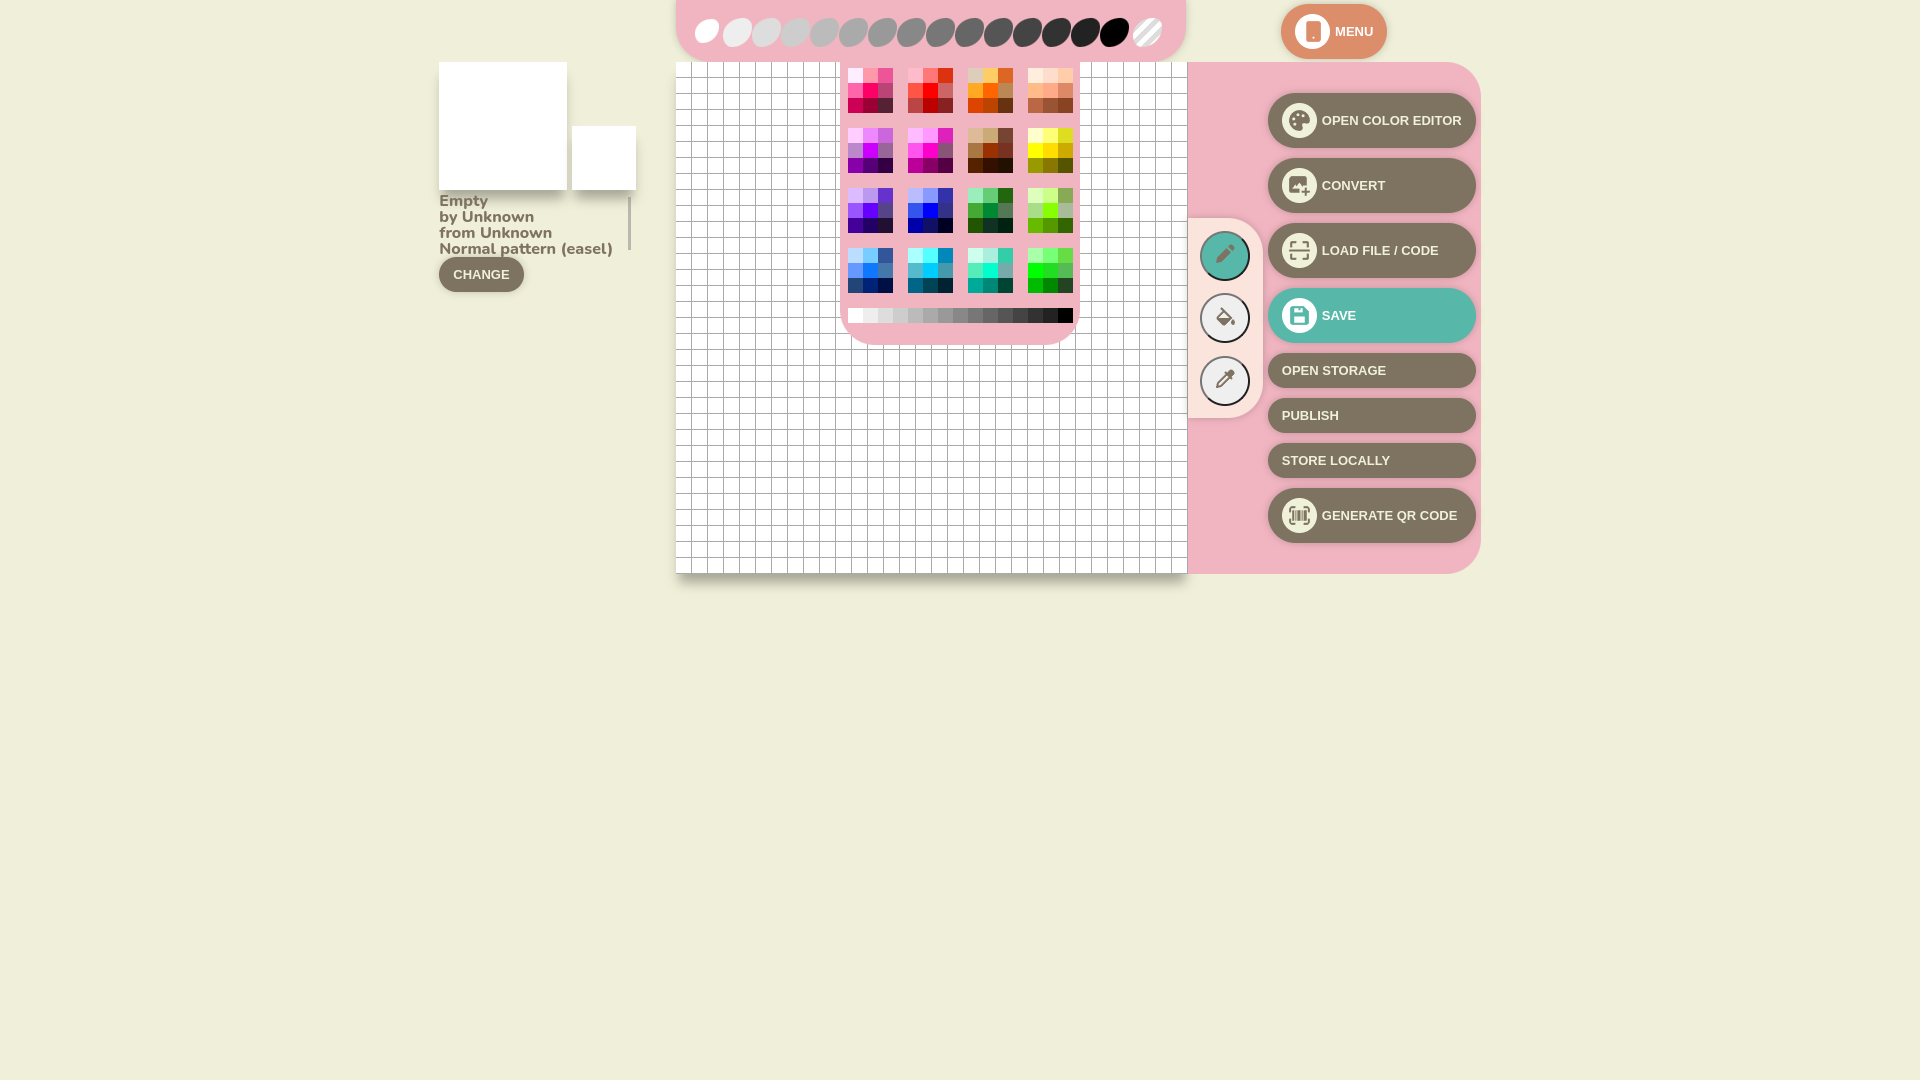 MENU
Empty
by Unknown
from Unknown
Normal pattern (easel)
CHANGE
OPEN COLOR EDITOR
CONVERT
LOAD FILE / CODE
SAVE
OPEN STORAGE
PUBLISH
STORE LOCALLY
GENERATE QR CODE